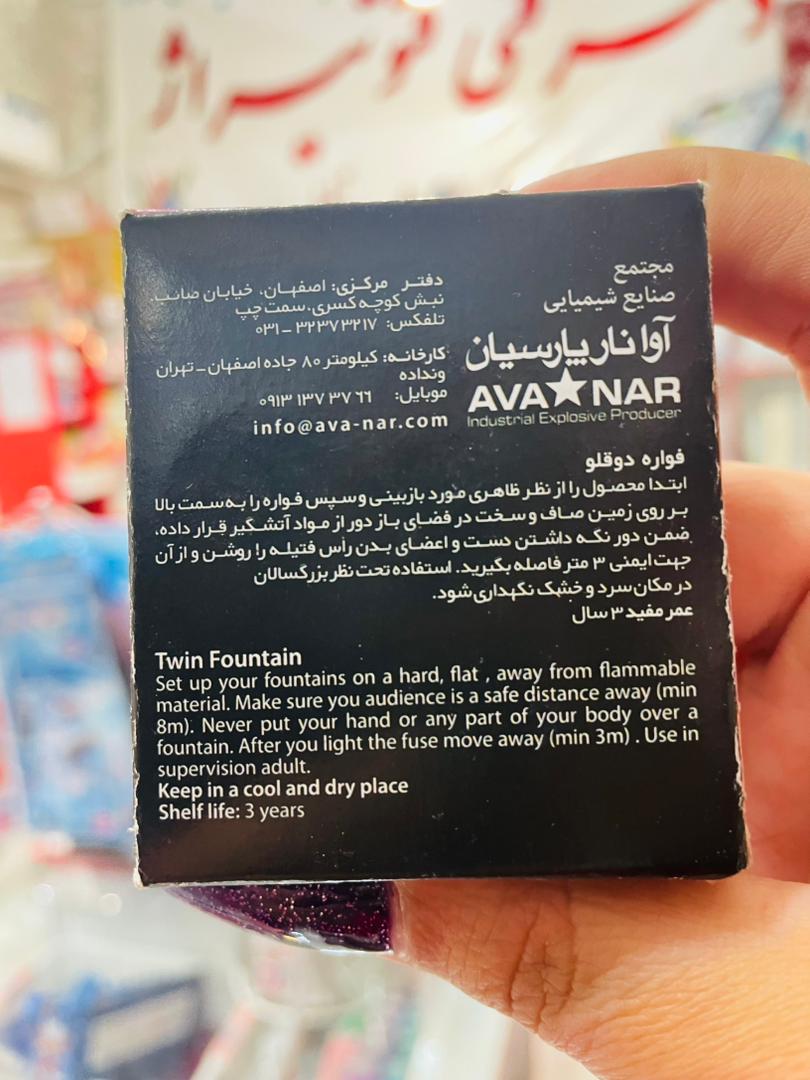 مجتمع
صنایع شیمیایی
آوا نار پارسیان
AVA NAR
Industrial Explosive Producer
دفتر مرکزی: اصفهان، خیابان صائب.
نبش کوچه کسری، سمت چپ
تلفکس: ۳۲۳۷۳۲۱۷ – ۰۳۱
کارخانه: کیلومتر ۸۰ جاده اصفهان – تهران
ونداده
موبایل: ۰۹۱۳ ۱۳۷ ۳۷ ۶۶
info@ava-nar.com
فواره دوقلو
ابتدا محصول را از نظر ظاهری مورد بازبینی و سپس فواره را به سمت بالا
بر روی زمین صاف و سخت در فضای باز دور از مواد آتشگیر قرار داده،
ضمن دور نگه داشتن دست و اعضای بدن رأس فتیله را روشن و از آن
جهت ایمنی ۳ متر فاصله بگیرید. استفاده تحت نظر بزرگسالان
در مکان سرد و خشک نگهداری شود.
عمر مفید ۳ سال
Twin Fountain
Set up your fountains on a hard, flat , away from flammable
material. Make sure you audience is a safe distance away (min
8m). Never put your hand or any part of your body over a
fountain. After you light the fuse move away (min 3m) . Use in
supervision adult.
Keep in a cool and dry place
Shelf life: 3 years